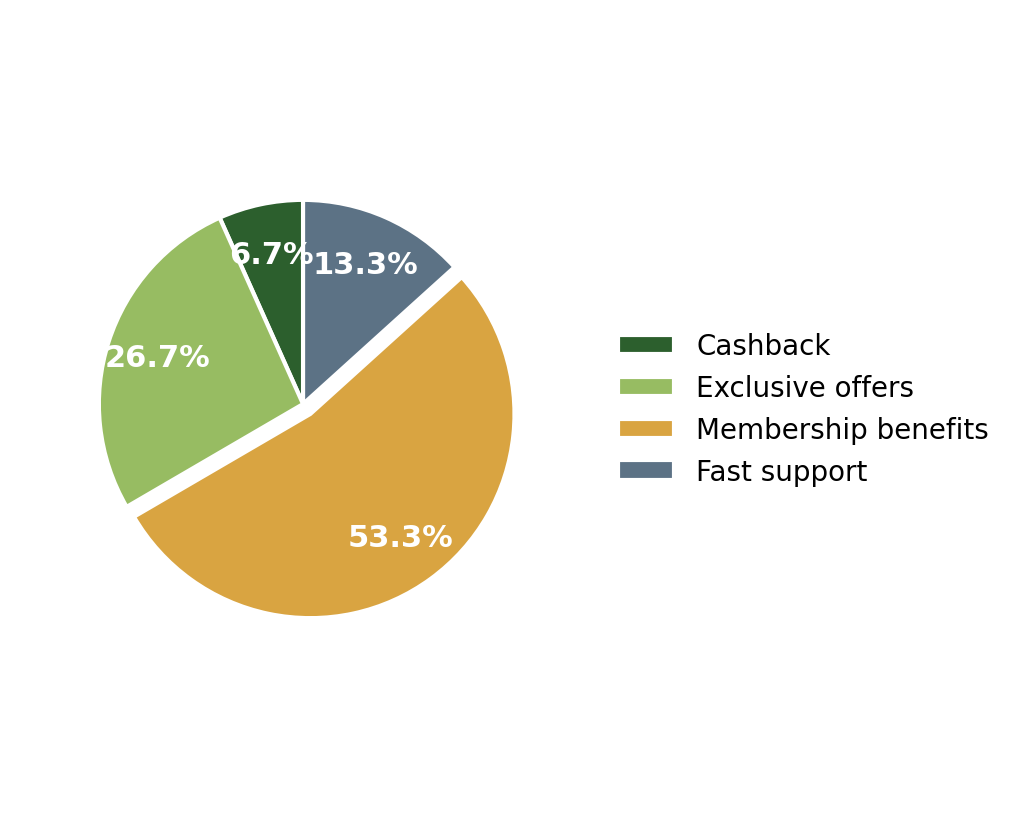 6.7%
13.3%
26.7%
53.3%
Cashback
Exclusive offers
Membership benefits
Fast support